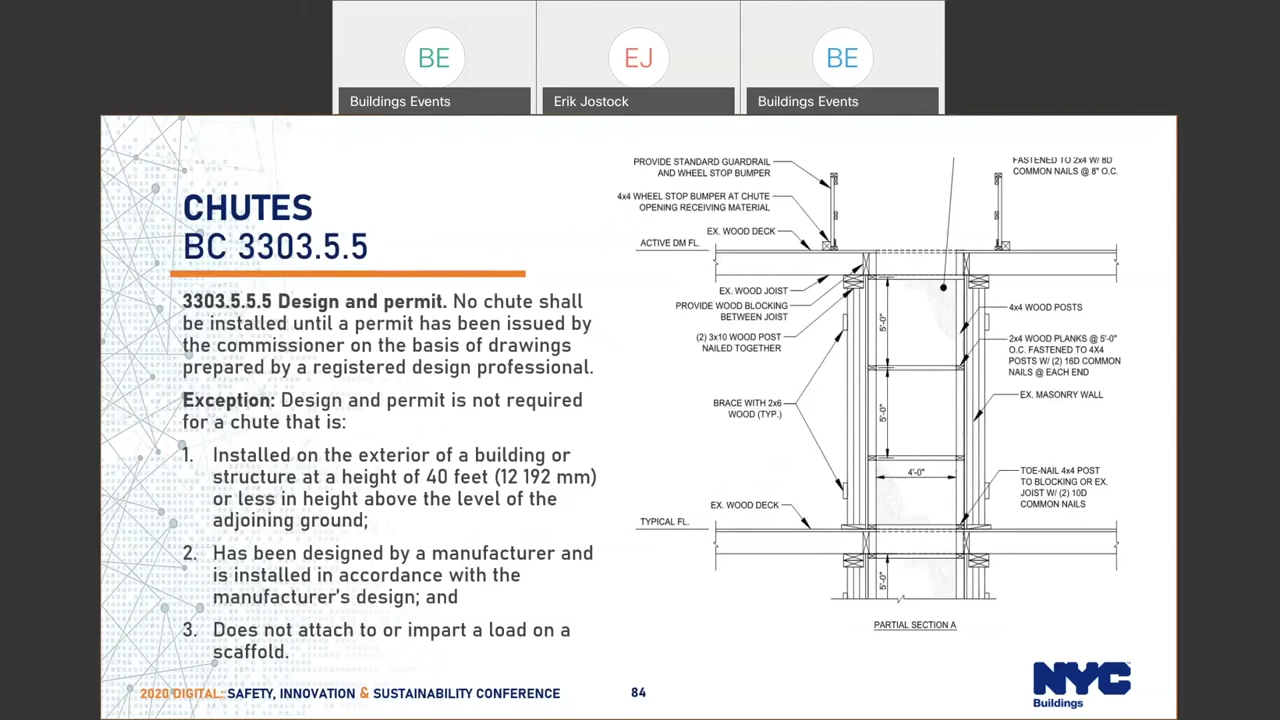 BE
EJ
BE
Buildings Events
Erik Jostock
Buildings Events
CHUTES
BC 3303.5.5
3303.5.5.5 Design and permit. No chute shall
be installed until a permit has been issued by
the commissioner on the basis of drawings
prepared by a registered design professional.
Exception: Design and permit is not required
for a chute that is:
1. Installed on the exterior of a building or
structure at a height of 40 feet (12 192 mm)
or less in height above the level of the
adjoining ground;
2. Has been designed by a manufacturer and
is installed in accordance with the
manufacturer's design; and
3. Does not attach to or impart a load on a
scaffold.
PROVIDE STANDARD GUARDRAIL
AND WHEEL STOP BUMPER
4x4 WHEEL STOP BUMPER AT CHUTE
OPENING RECEIVING MATERIAL
EX. WOOD DECK
ACTIVE DM FL.
EX. WOOD JOIST
PROVIDE WOOD BLOCKING
BETWEEN JOIST
(2) 3x10 WOOD POST
NAILED TOGETHER
BRACE WITH 2x6
WOOD (TYP.)
EX. WOOD DECK
TYPICAL FL.
5'-0"
5'-0"
4'-0"
5'-0"
FASTENED TO 2x4 W/ 8D
COMMON NAILS @ 8" O.C.
4x4 WOOD POSTS
2x4 WOOD PLANKS @ 5'-0"
O.C. FASTENED TO 4X4
POSTS W/ (2) 16D COMMON
NAILS @ EACH END
EX. MASONRY WALL
TOE-NAIL 4x4 POST
TO BLOCKING OR EX.
JOIST W/ (2) 10D
COMMON NAILS
PARTIAL SECTION A
2020 DIGITAL: SAFETY, INNOVATION & SUSTAINABILITY CONFERENCE
84
NYC
Buildings